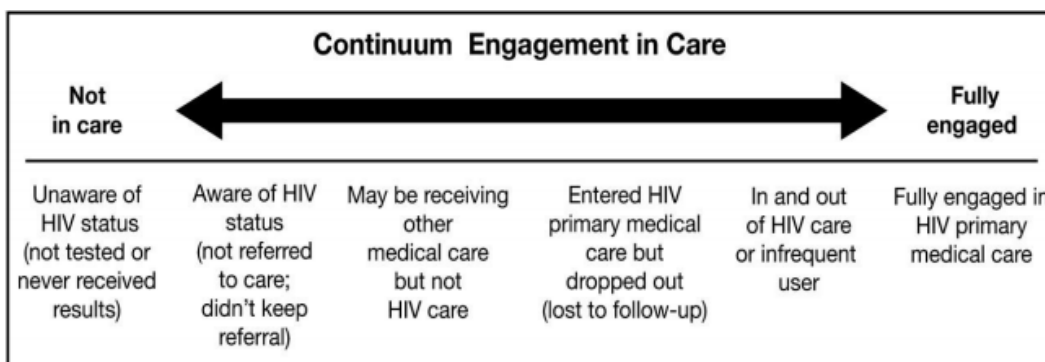 Continuum Engagement in Care
Not
in care
Fully
engaged
Unaware of
HIV status
(not tested or
never received
results)
Aware of HIV
status
(not referred
to care;
didn't keep
referral)
May be receiving
other
medical care
but not
HIV care
Entered HIV
primary medical
care but
dropped out
(lost to follow-up)
In and out
of HIV care
or infrequent
user
Fully engaged in
HIV primary
medical care